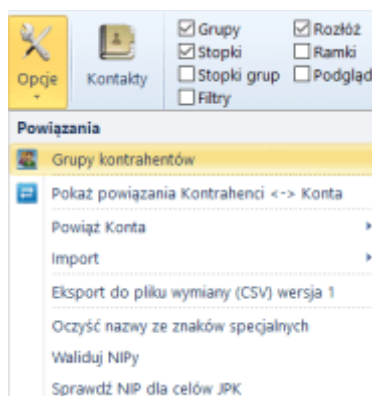 Opcje
Kontakty
Grupy
Stopki
Stopki grup
Filtry
Rozłóż
Ramki
Podgląd
Powiązania
Grupy kontrahentów
Pokaż powiązania Kontrahenci <-> Konta
Powiąż Konta
Import
Eksport do pliku wymiany (CSV) wersja 1
Oczyść nazwy ze znaków specjalnych
Waliduj NIPy
Sprawdź NIP dla celów JPK